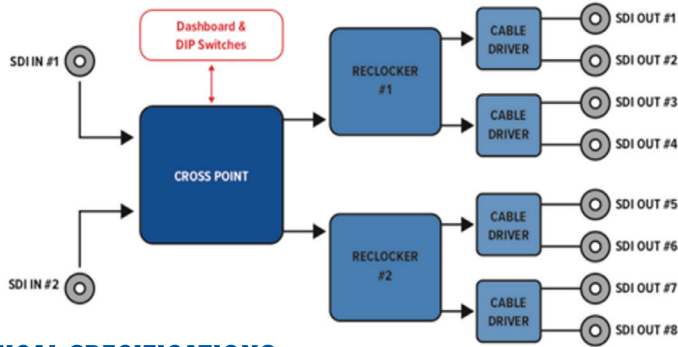 Dashboard &
DIP Switches
SDI IN #1
CROSS POINT
SDI IN #2
RECLOCKER
#1
RECLOCKER
#2
CABLE
DRIVER
CABLE
DRIVER
CABLE
DRIVER
CABLE
DRIVER
SDI OUT #1
SDI OUT #2
SDI OUT #3
SDI OUT #4
SDI OUT #5
SDI OUT #6
SDI OUT #7
SDI OUT #8